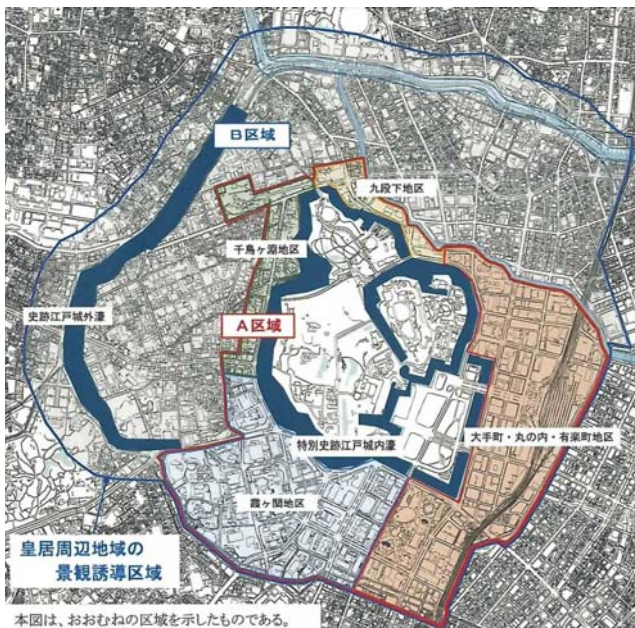 B区域
九段下地区
千鳥ヶ淵地区
史跡江戸城外濠
A区域
特別史跡江戸城内濠
大手町・丸の内・有楽町地区
霞ヶ関地区
皇居周辺地域の
景観誘導区域
本図は、おおむねの区域を示したものである。